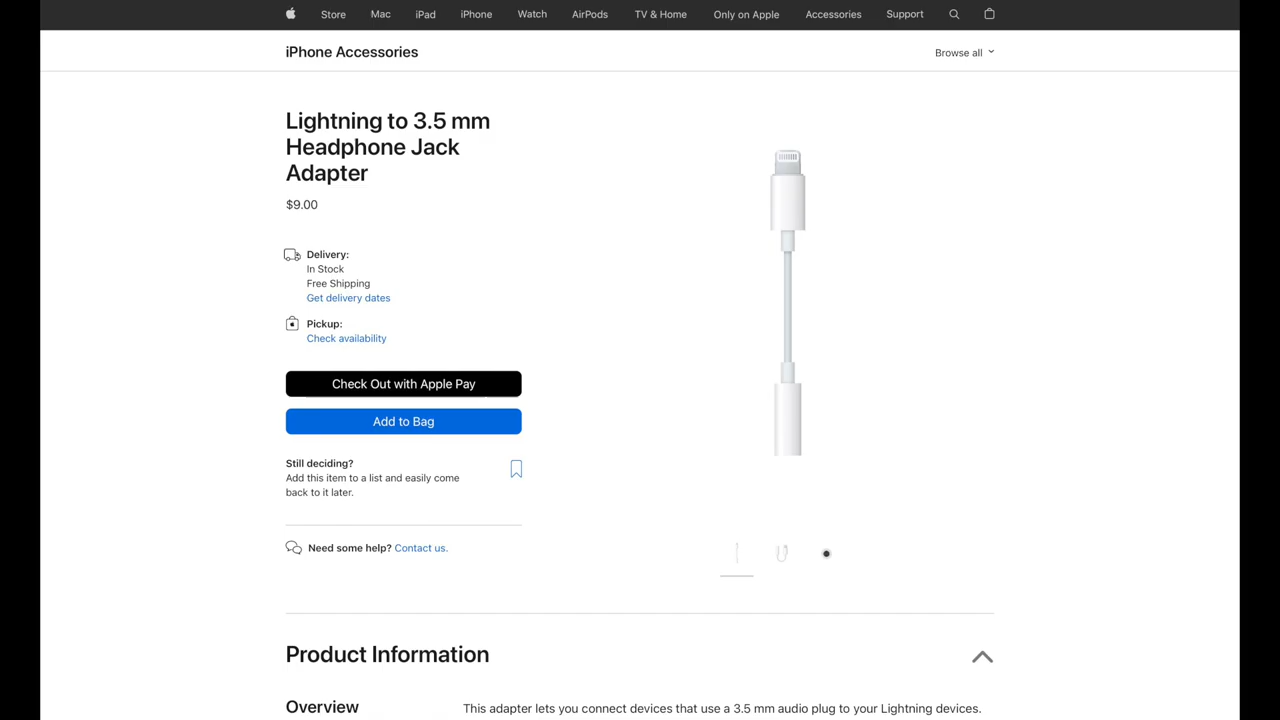 Store Mac iPad iPhone Watch AirPods TV & Home Only on Apple Accessories Support
iPhone Accessories
Browse all
Lightning to 3.5 mm
Headphone Jack
Adapter
$9.00
Delivery:
In Stock
Free Shipping
Get delivery dates
Pickup:
Check availability
Check Out with Apple Pay
Add to Bag
Still deciding?
Add this item to a list and easily come
back to it later.
Need some help? Contact us.
Product Information
Overview
This adapter lets you connect devices that use a 3.5 mm audio plug to your Lightning devices.